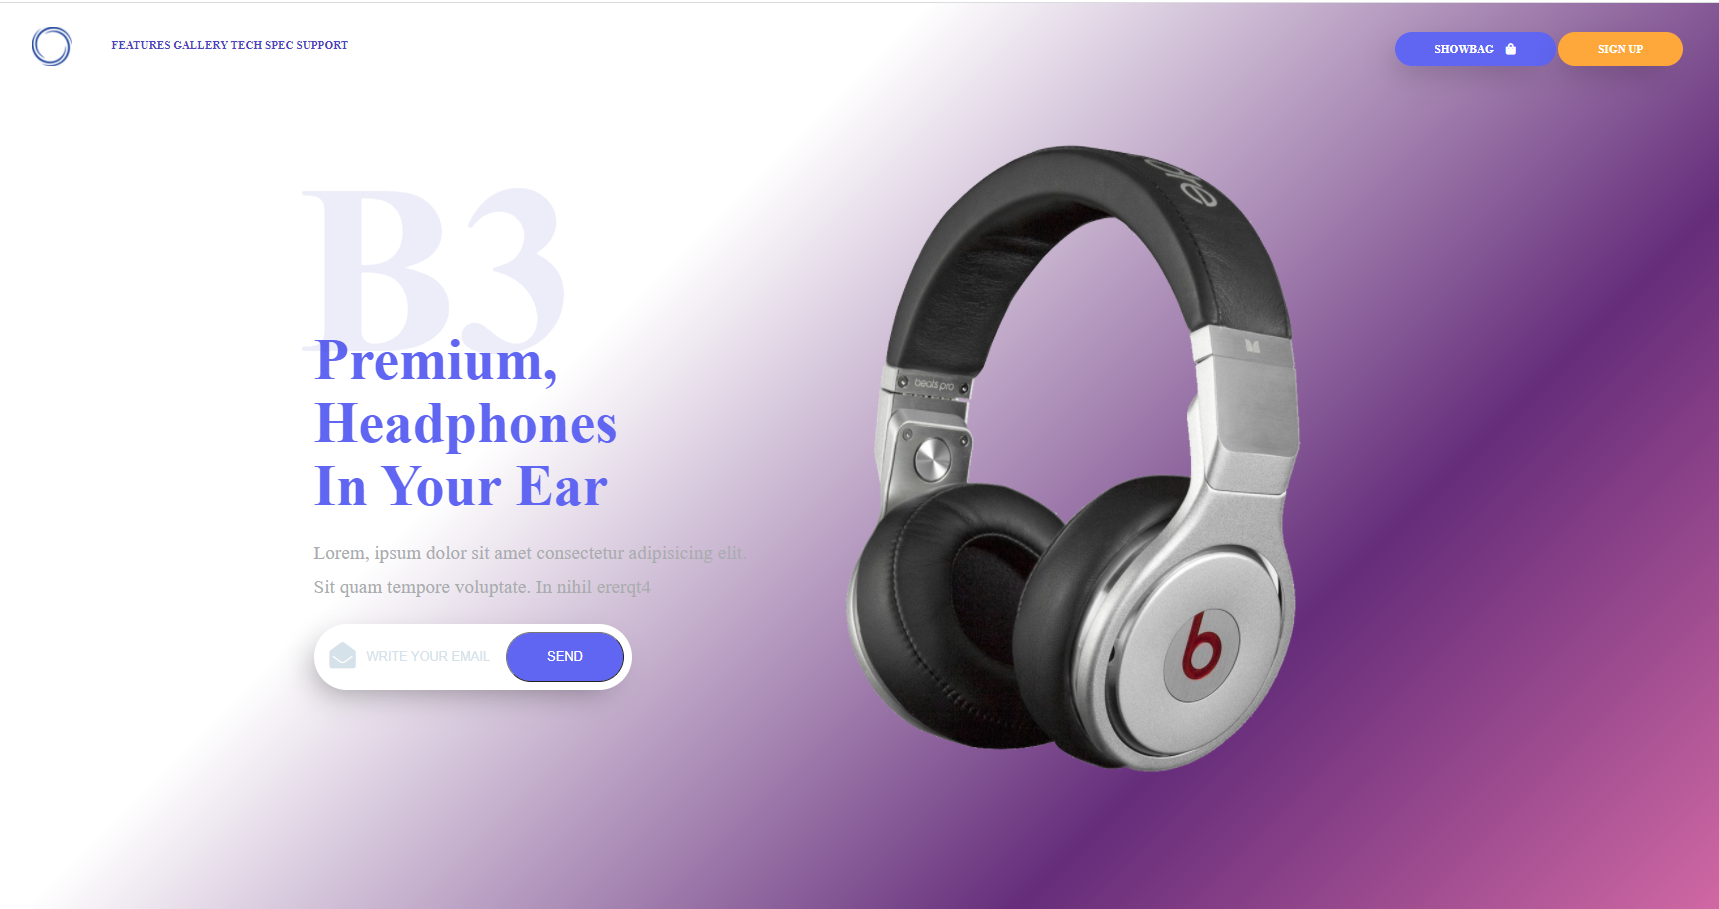 FEATURES GALLERY TECH SPEC SUPPORT
SHOWBAG
SIGN UP
B3
Premium,
Headphones
In Your Ear
Lorem, ipsum dolor sit amet consectetur adipisicing elit.
Sit quam tempore voluptate. In nihil ererqt4
WRITE YOUR EMAIL
SEND
beats pro
b